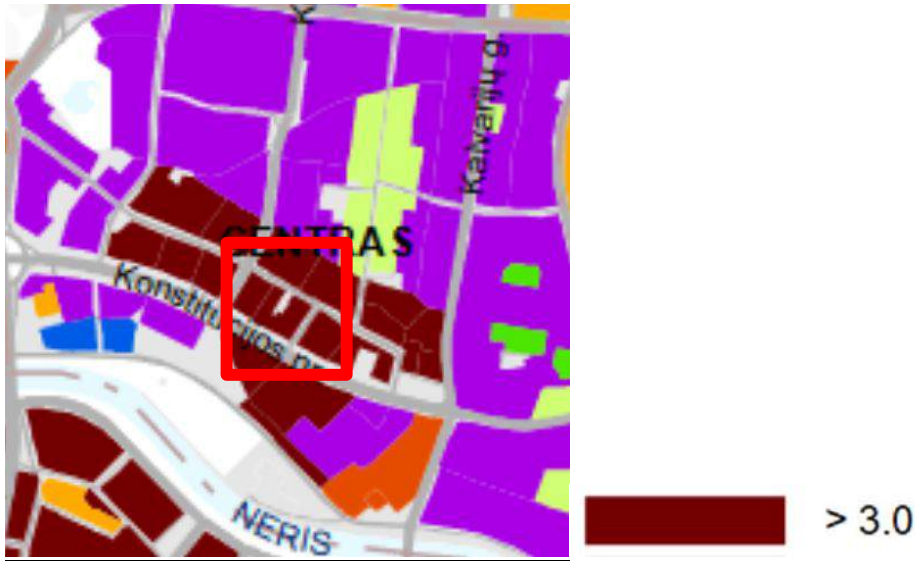 K
Kalvarijų g.
CENTRAS
Konstitucijos pr
NERIS
> 3.0